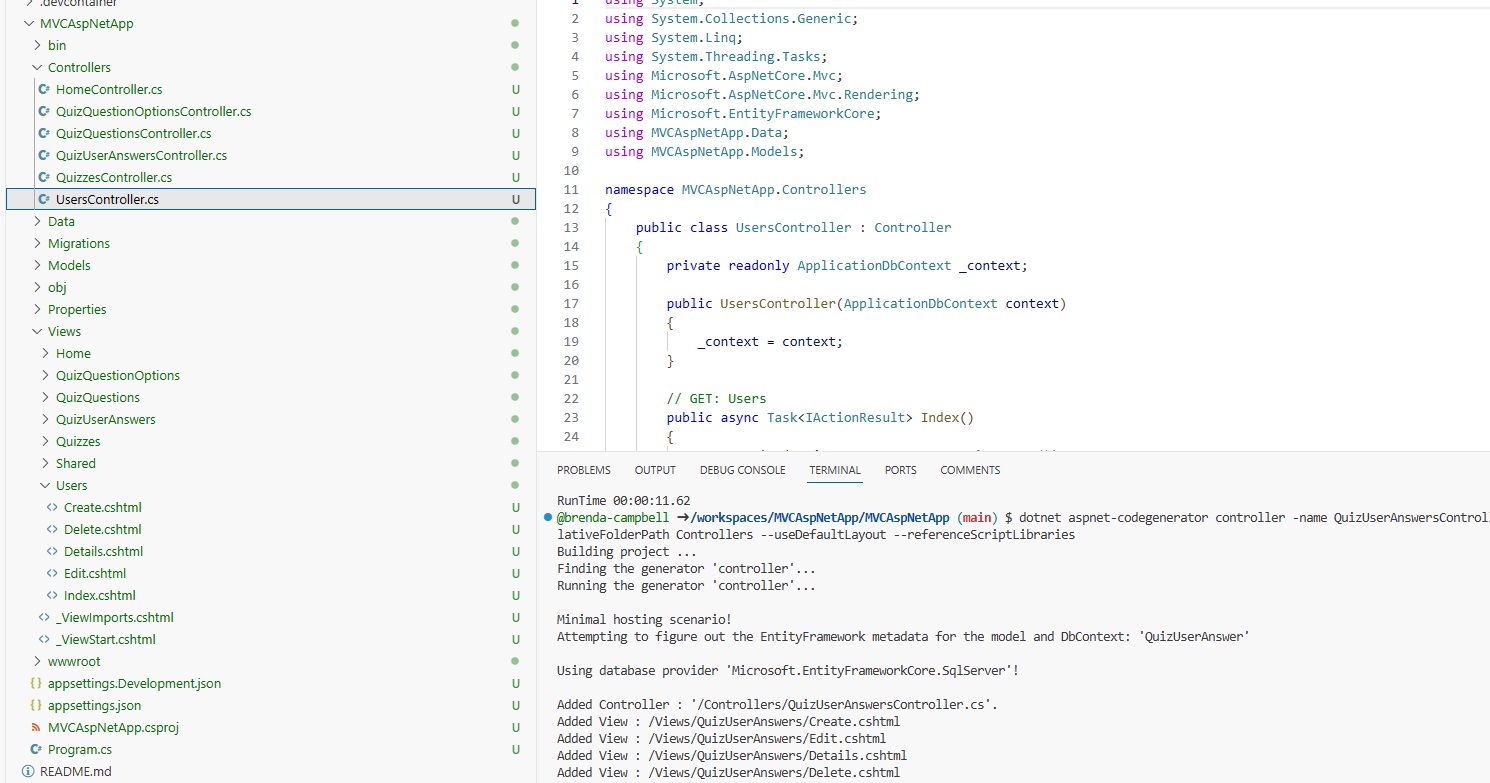 .devcontainer
MVCAspNetApp
bin
Controllers
HomeController.cs U
QuizQuestionOptionsController.cs U
QuizQuestionsController.cs U
QuizUserAnswersController.cs U
QuizzesController.cs U
UsersController.cs U
Data
Migrations
Models
obj
Properties
Views
Home
QuizQuestionOptions
QuizQuestions
QuizUserAnswers
Quizzes
Shared
Users
Create.cshtml U
Delete.cshtml U
Details.cshtml U
Edit.cshtml U
Index.cshtml U
_ViewImports.cshtml U
_ViewStart.cshtml U
wwwroot
appsettings.Development.json U
appsettings.json U
MVCAspNetApp.csproj U
Program.cs U
README.md
1 using System;
2 using System.Collections.Generic;
3 using System.Linq;
4 using System.Threading.Tasks;
5 using Microsoft.AspNetCore.Mvc;
6 using Microsoft.AspNetCore.Mvc.Rendering;
7 using Microsoft.EntityFrameworkCore;
8 using MVCAspNetApp.Data;
9 using MVCAspNetApp.Models;
10
11 namespace MVCAspNetApp.Controllers
12 {
13 public class UsersController : Controller
14 {
15 private readonly ApplicationDbContext _context;
16
17 public UsersController(ApplicationDbContext context)
18 {
19 _context = context;
20 }
21
22 // GET: Users
23 public async Task<IActionResult> Index()
24 {
PROBLEMS OUTPUT DEBUG CONSOLE TERMINAL PORTS COMMENTS
RunTime 00:00:11.62
@brenda-campbell ➜/workspaces/MVCAspNetApp/MVCAspNetApp (main) $ dotnet aspnet-codegenerator controller -name QuizUserAnswersControl
lativeFolderPath Controllers --useDefaultLayout --referenceScriptLibraries
Building project ...
Finding the generator 'controller'...
Running the generator 'controller'...
Minimal hosting scenario!
Attempting to figure out the EntityFramework metadata for the model and DbContext: 'QuizUserAnswer'
Using database provider 'Microsoft.EntityFrameworkCore.SqlServer'!
Added Controller : '/Controllers/QuizUserAnswersController.cs'.
Added View : /Views/QuizUserAnswers/Create.cshtml
Added View : /Views/QuizUserAnswers/Edit.cshtml
Added View : /Views/QuizUserAnswers/Details.cshtml
Added View : /Views/QuizUserAnswers/Delete.cshtml